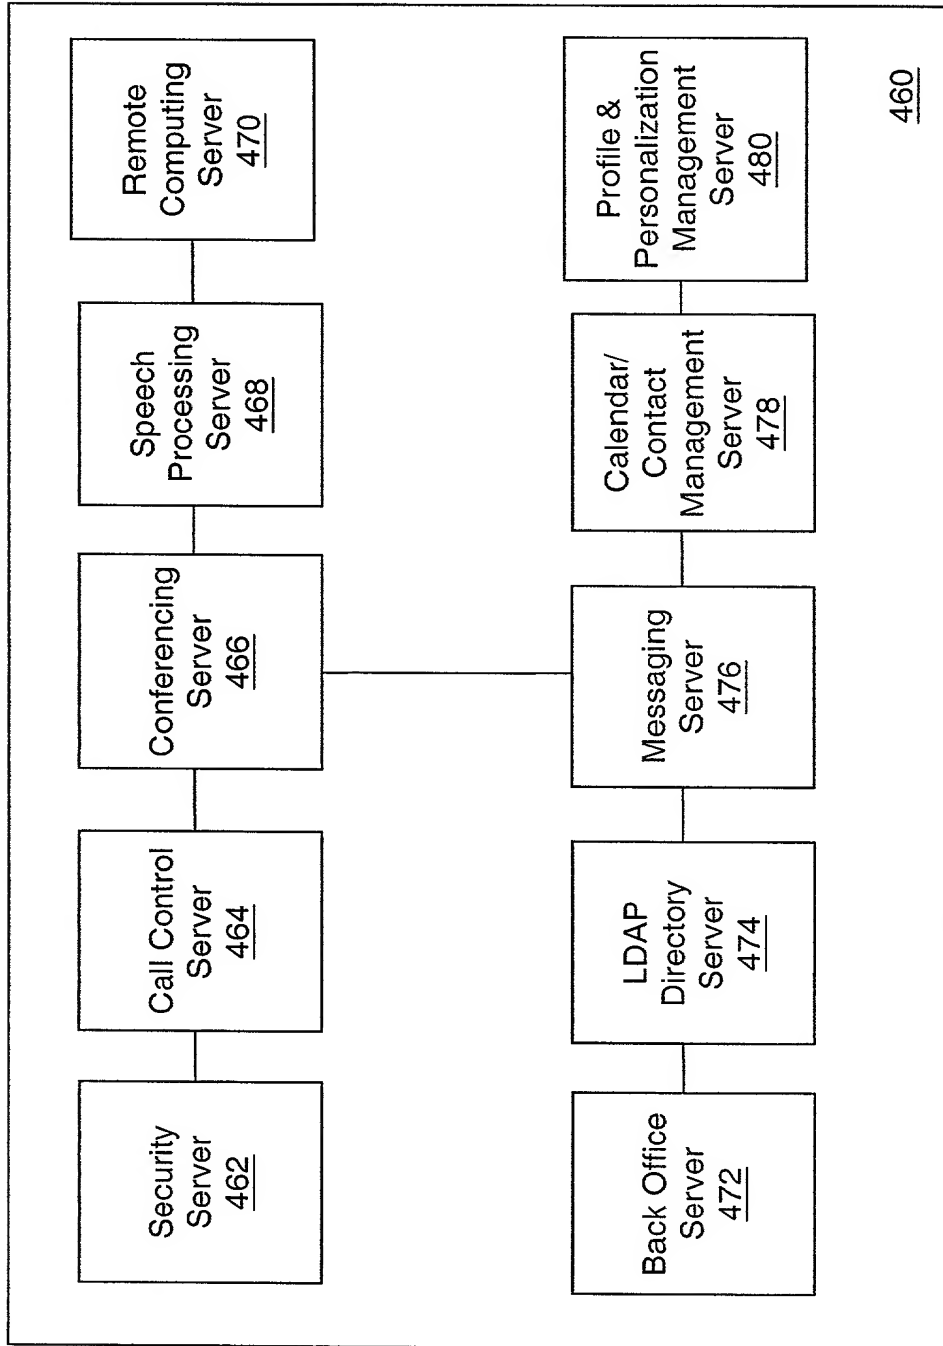 Security
Server
462
Call Control
Server
464
Conferencing
Server
466
Speech
Processing
Server
468
Remote
Computing
Server
470
Back Office
Server
472
LDAP
Directory
Server
474
Messaging
Server
476
Calendar/
Contact
Management
Server
478
Profile &
Personalization
Management
Server
480
460